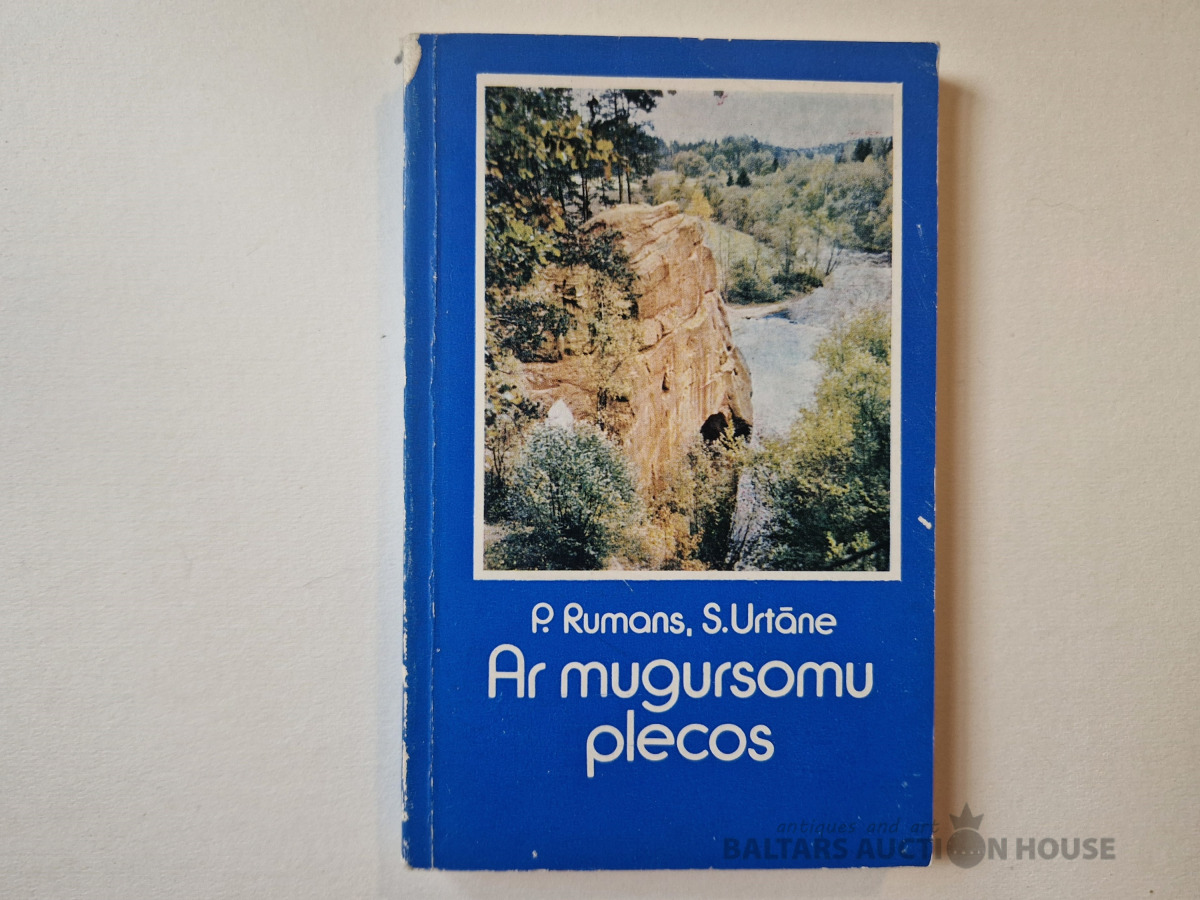 P. Rumans, S. Urtāne
Ar mugursomu
plecos
antiques and art
BALTARS AUCTION HOUSE